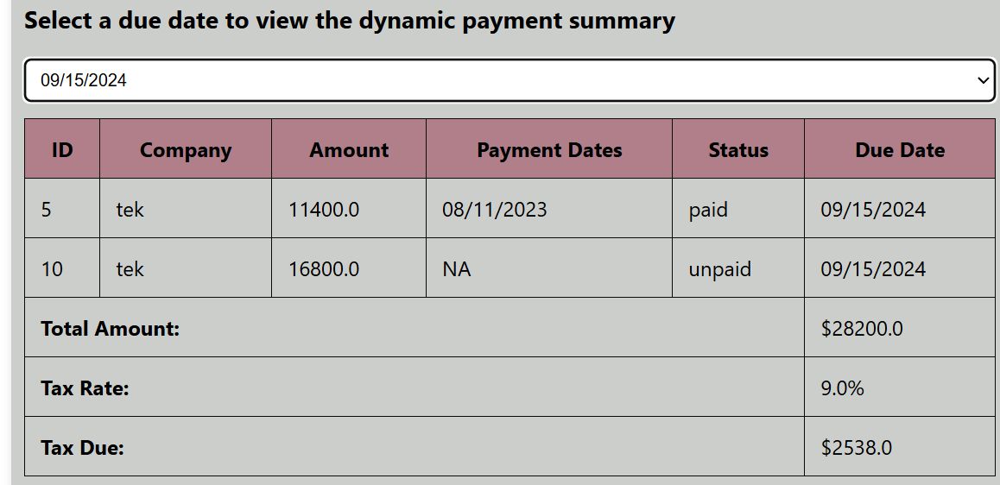 Select a due date to view the dynamic payment summary
09/15/2024
ID Company Amount Payment Dates Status Due Date
5 tek 11400.0 08/11/2023 paid 09/15/2024
10 tek 16800.0 NA unpaid 09/15/2024
Total Amount: $28200.0
Tax Rate: 9.0%
Tax Due: $2538.0